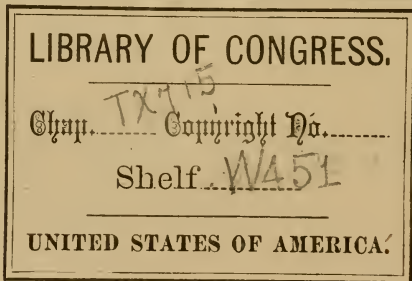 LIBRARY OF CONGRESS.
Chap. TX715 Copyright No.
Shelf .W451
UNITED STATES OF AMERICA.